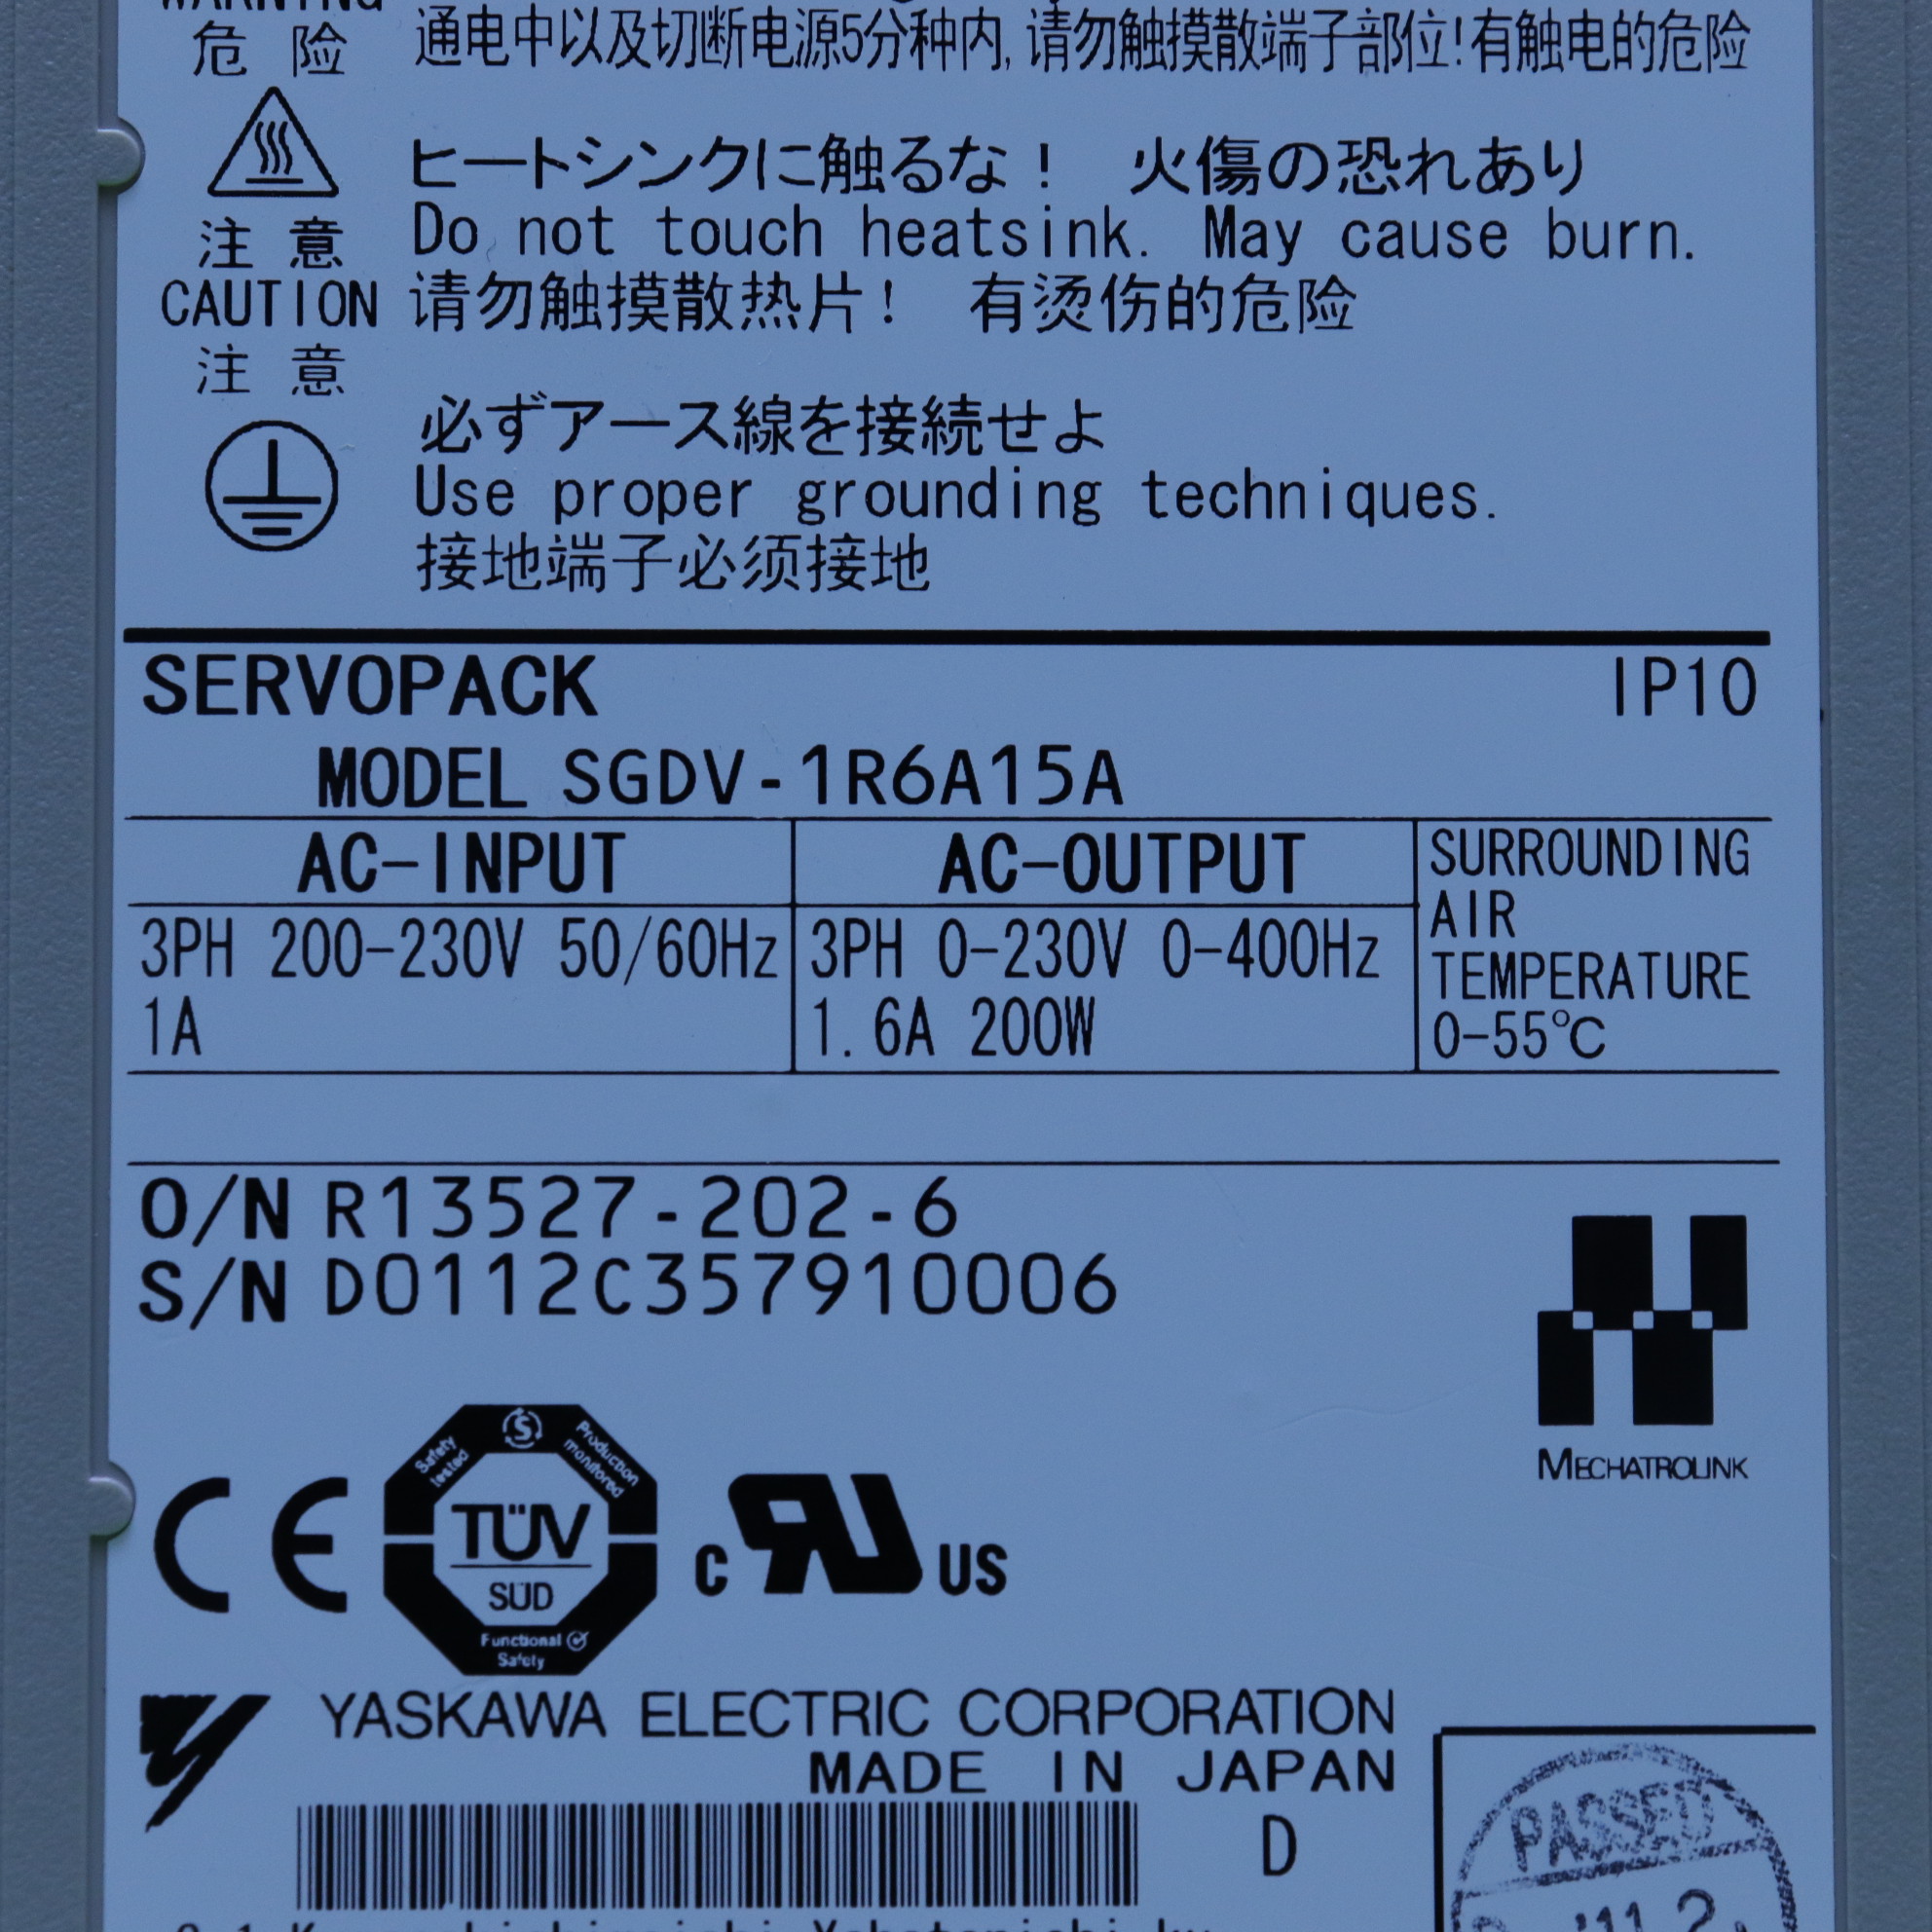 WARNING
危 险
通电中以及切断电源5分种内,请勿触摸散端子部位!有触电的危险
ヒートシンクに触るな! 火傷の恐れあり
注 意
Do not touch heatsink. May cause burn.
CAUTION
请勿触摸散热片! 有烫伤的危险
注 意
必ずアース線を接続せよ
Use proper grounding techniques.
接地端子必须接地
SERVOPACK IP10
MODEL SGDV-1R6A15A
AC-INPUT
3PH 200-230V 50/60Hz
1A
AC-OUTPUT
3PH 0-230V 0-400Hz
1.6A 200W
SURROUNDING
AIR
TEMPERATURE
0-55℃
O/N R13527-202-6
S/N D0112C357910006
MECHATROLINK
CE
Safety tested
S
Production monitored
TÜV
SÜD
Functional
Safety
c RU US
YASKAWA ELECTRIC CORPORATION
MADE IN JAPAN
D
PASSED